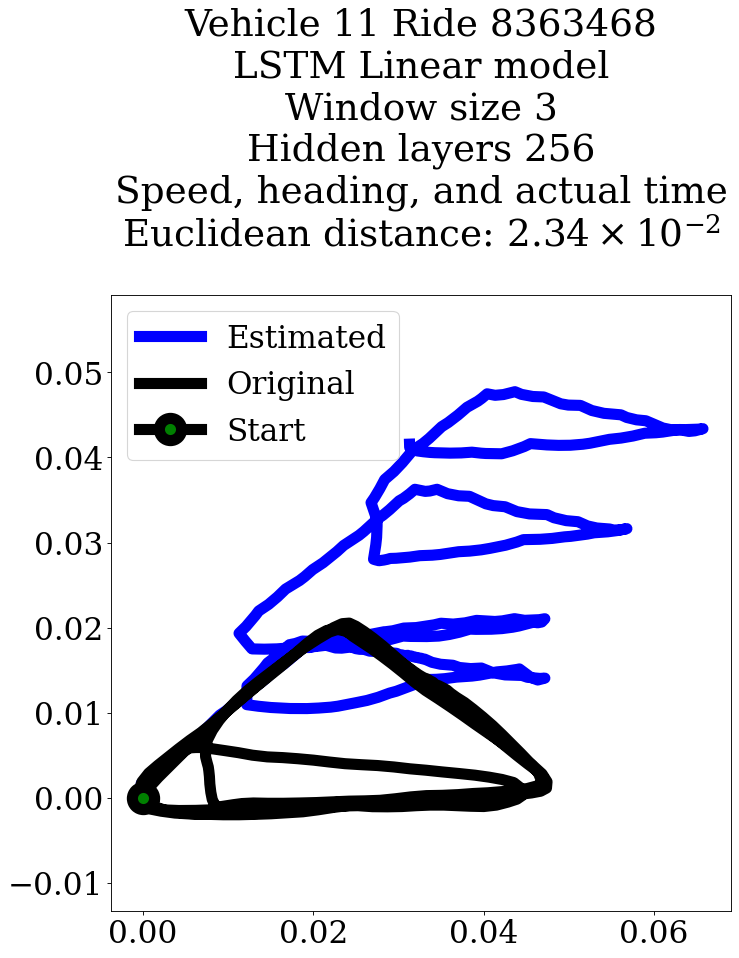 Vehicle 11 Ride 8363468
LSTM Linear model
Window size 3
Hidden layers 256
Speed, heading, and actual time
Euclidean distance: 2.34 × 10⁻²
Estimated
Original
Start
0.05
0.04
0.03
0.02
0.01
0.00
−0.01
0.00 0.02 0.04 0.06